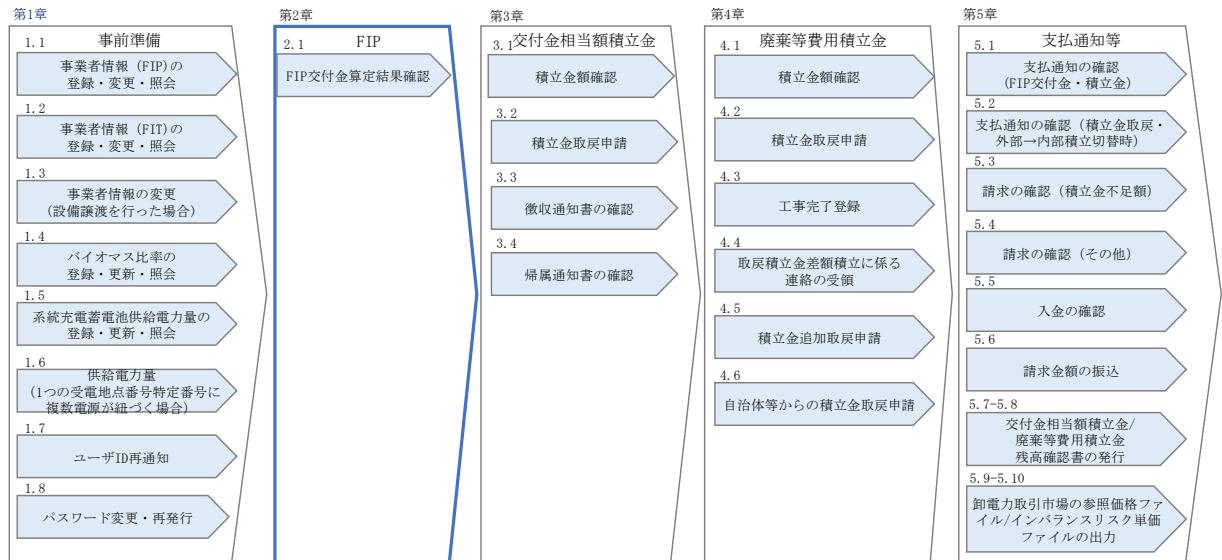 第1章
事前準備
1.1
事業者情報（FIP)の
登録・変更・照会
1.2
事業者情報（FIT)の
登録・変更・照会
1.3
事業者情報の変更
（設備譲渡を行った場合）
1.4
バイオマス比率の
登録・更新・照会
1.5
系統充電蓄電池供給電力量の
登録・更新・照会
1.6
供給電力量
(1つの受電地点番号特定番号に
複数電源が紐づく場合）
1.7
ユーザID再通知
1.8
パスワード変更・再発行
第2章
FIP
2.1
FIP交付金算定結果確認
第3章
交付金相当額積立金
3.1
積立金額確認
3.2
積立金取戻申請
3.3
徴収通知書の確認
3.4
帰属通知書の確認
第4章
廃棄等費用積立金
4.1
積立金額確認
4.2
積立金取戻申請
4.3
工事完了登録
4.4
取戻積立金差額積立に係る
連絡の受領
4.5
積立金追加取戻申請
4.6
自治体等からの積立金取戻申請
第5章
支払通知等
5.1
支払通知の確認
(FIP交付金・積立金）
5.2
支払通知の確認（積立金取戻・
外部→内部積立切替時）
5.3
請求の確認（積立金不足額）
5.4
請求の確認（その他）
5.5
入金の確認
5.6
請求金額の振込
5.7-5.8
交付金相当額積立金/
廃棄等費用積立金
残高確認書の発行
5.9-5.10
卸電力取引市場の参照価格ファ
イル/インバランスリスク単価
ファイルの出力